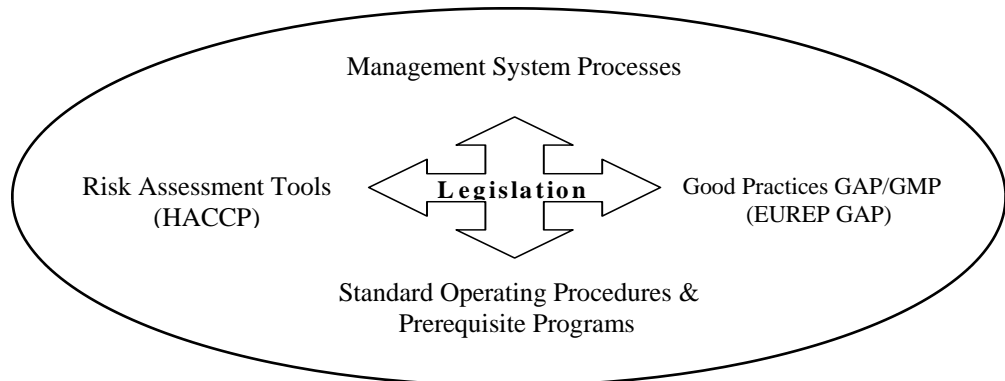 Management System Processes
Risk Assessment Tools
(HACCP)
Legislation
Good Practices GAP/GMP
(EUREP GAP)
Standard Operating Procedures &
Prerequisite Programs